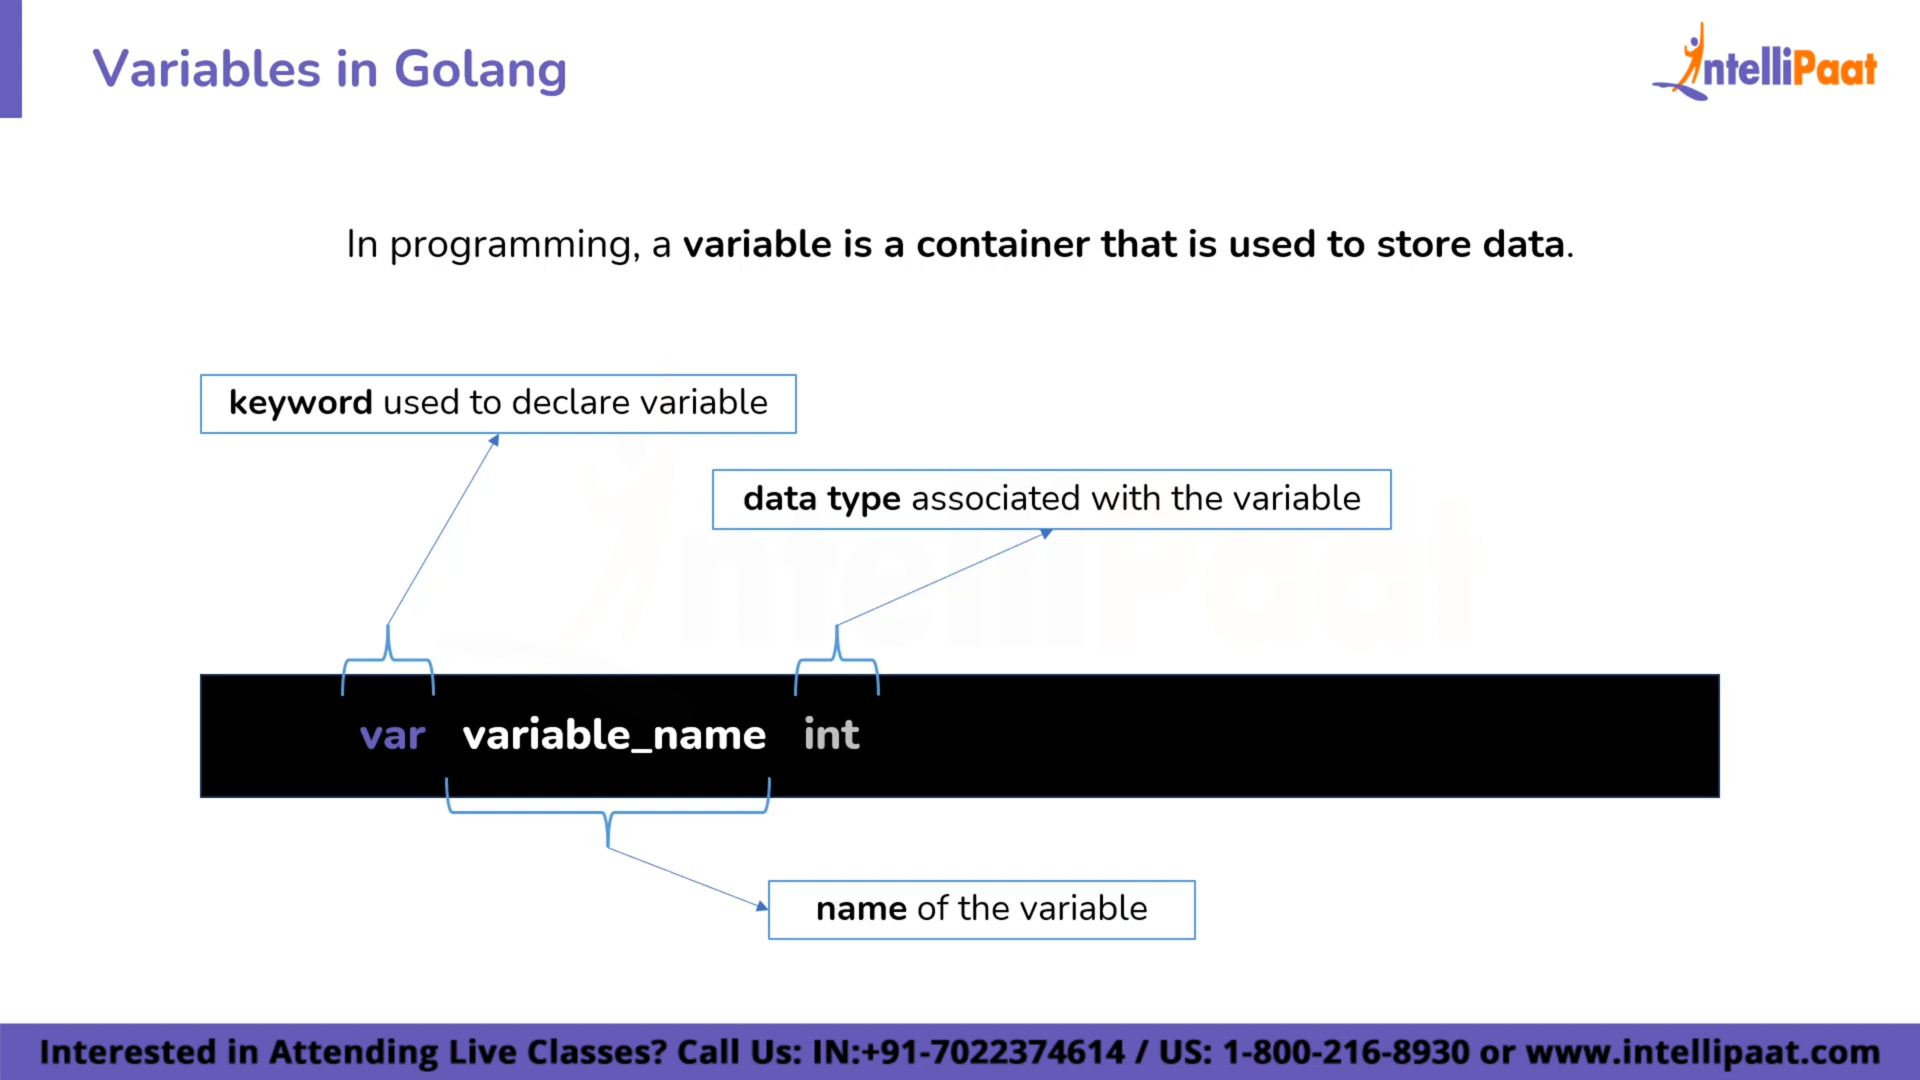 Variables in Golang
IntelliPaat
In programming, a variable is a container that is used to store data.
keyword used to declare variable
data type associated with the variable
var variable_name int
name of the variable
Interested in Attending Live Classes? Call Us: IN:+91-7022374614 / US: 1-800-216-8930 or www.intellipaat.com